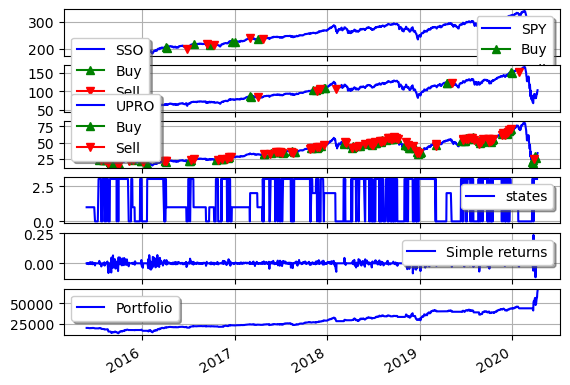 SPY
Buy
300
200
SSO
Buy
Sell
150
100
50
UPRO
Buy
Sell
75
50
25
states
2.5
0.0
Simple returns
0.25
0.00
Portfolio
50000
25000
2016 2017 2018 2019 2020